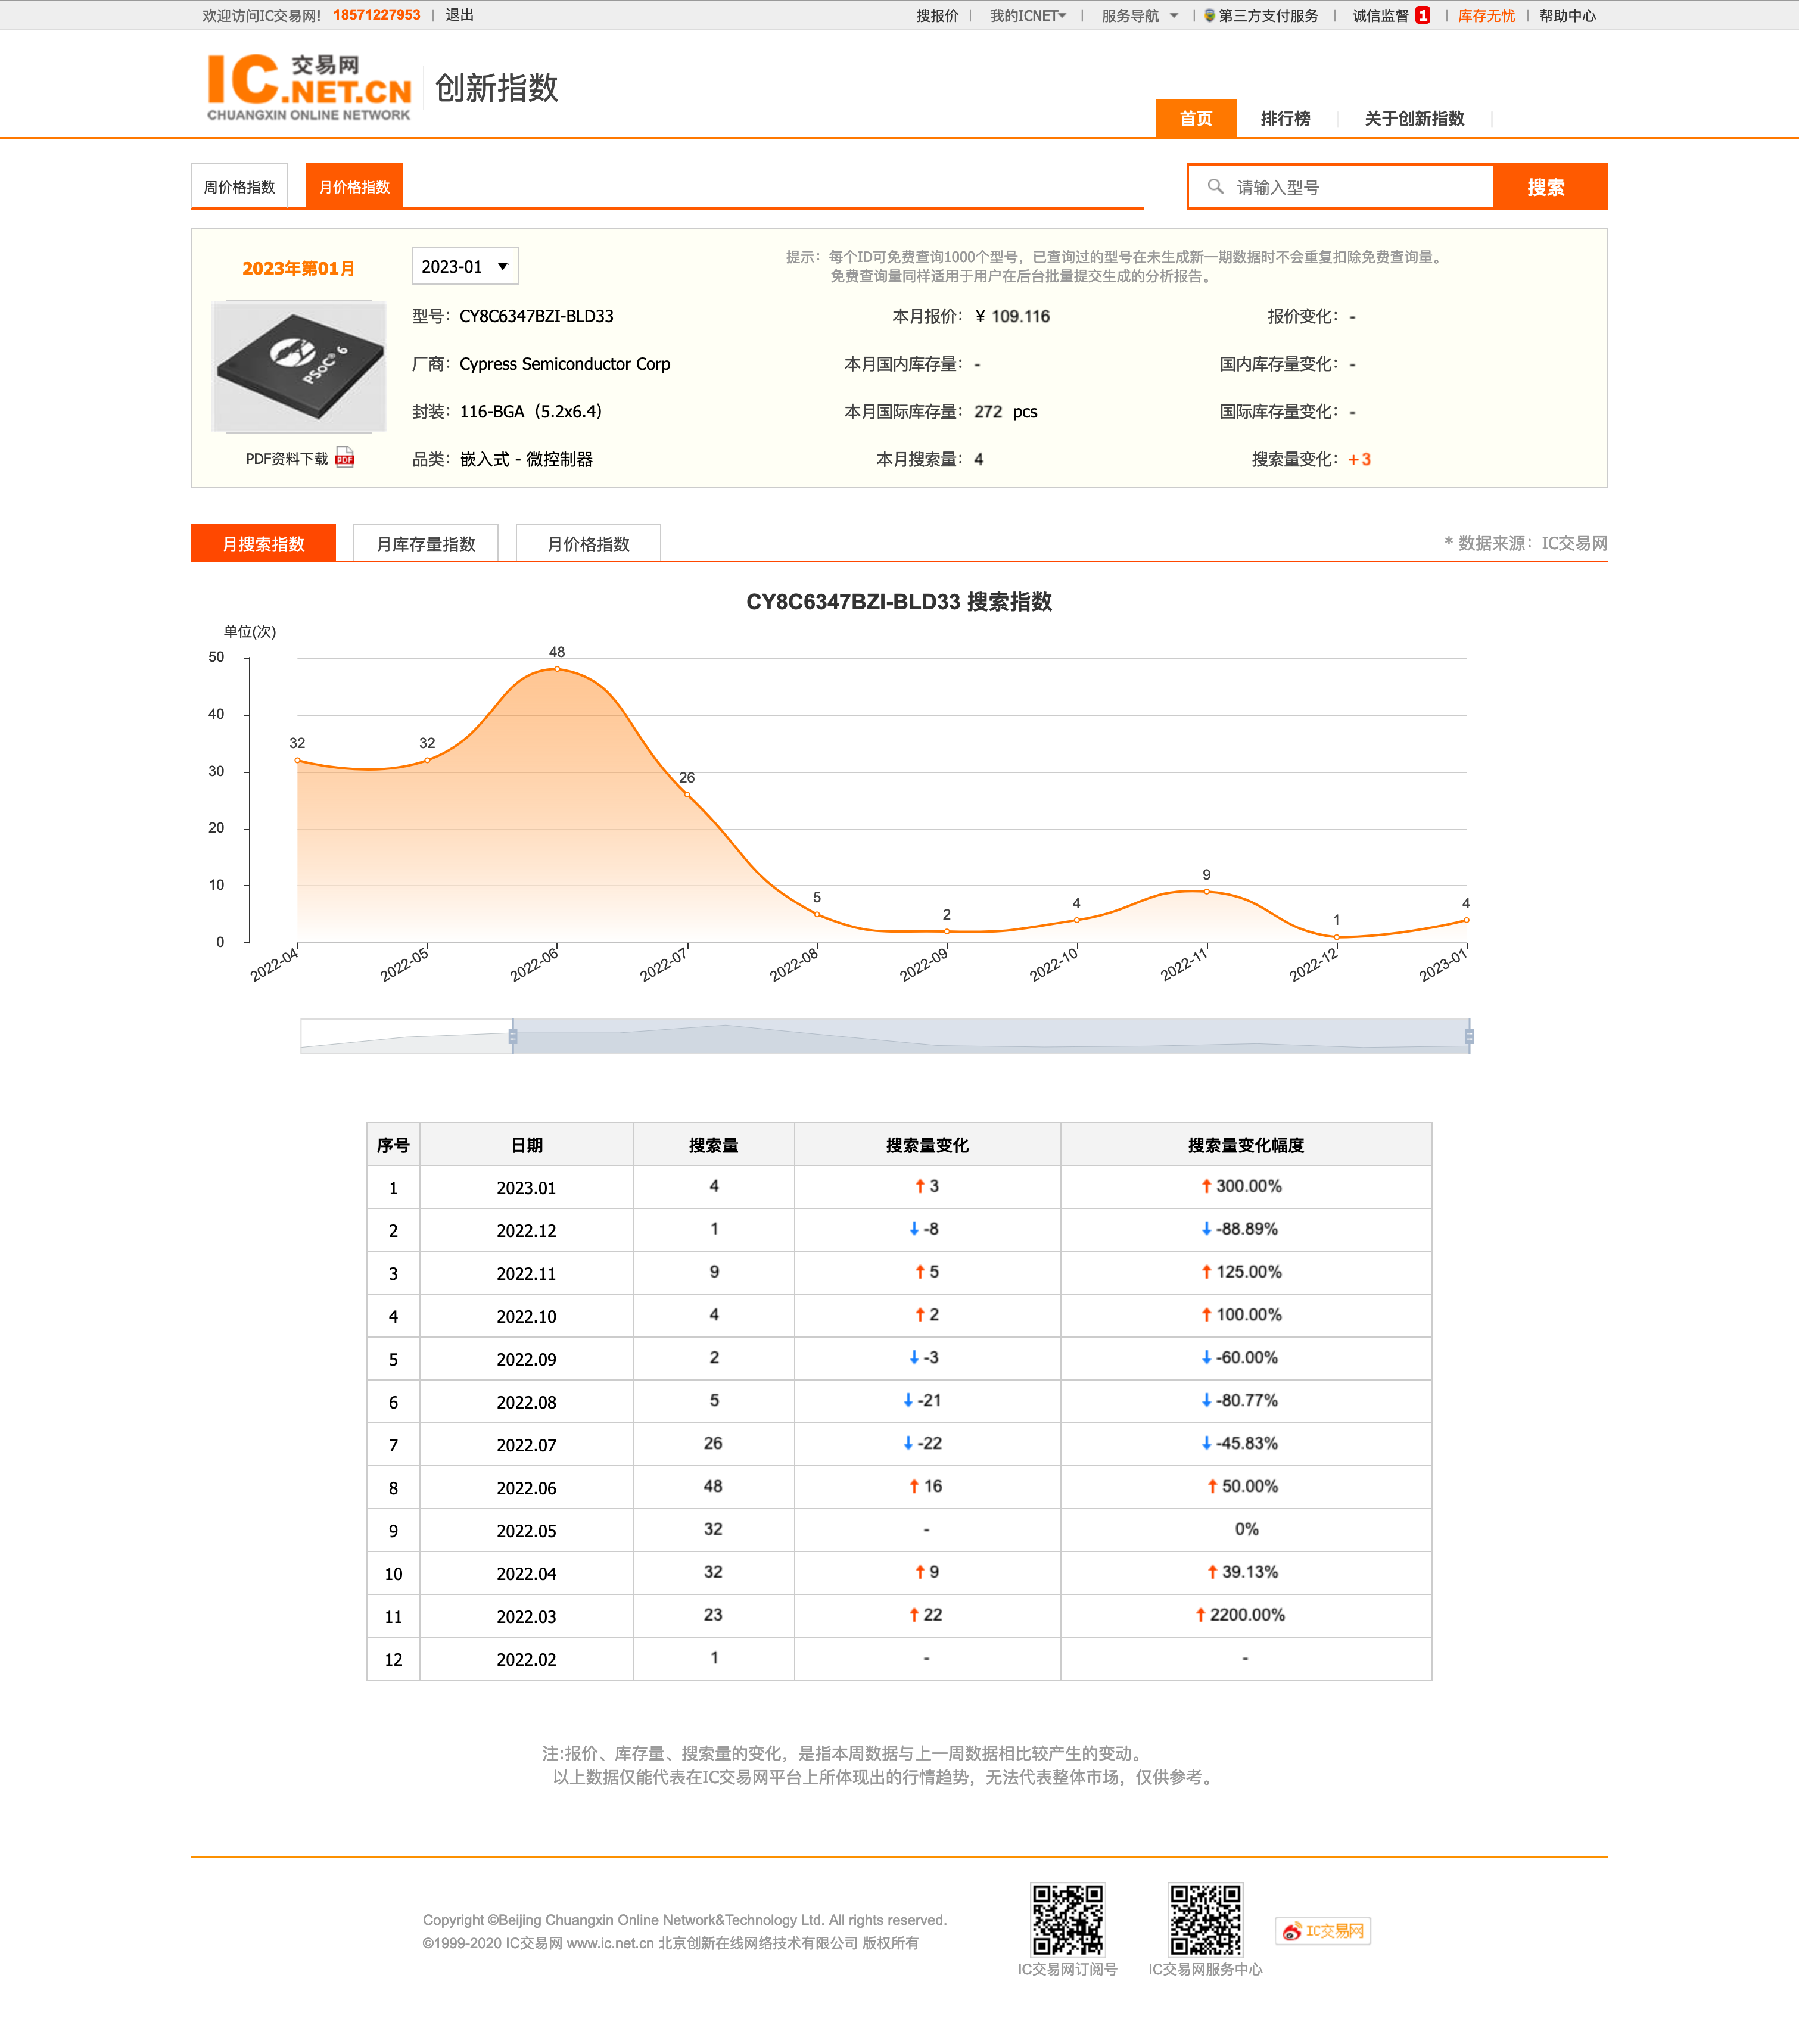 欢迎访问IC交易网! 18571227953 | 退出 搜报价 | 我的ICNET | 服务导航 | 第三方支付服务 | 诚信监督 1 | 库存无忧 | 帮助中心
IC交易网
.NET.CN
CHUANGXIN ONLINE NETWORK
创新指数
首页 排行榜 关于创新指数
周价格指数 月价格指数 请输入型号 搜索
2023年第01月 2023-01
提示：每个ID可免费查询1000个型号，已查询过的型号在未生成新一期数据时不会重复扣除免费查询量。
免费查询量同样适用于用户在后台批量提交生成的分析报告。
PSoC® 6
型号：CY8C6347BZI-BLD33 本月报价：¥ 109.116 报价变化：-
厂商：Cypress Semiconductor Corp 本月国内库存量：- 国内库存量变化：-
封装：116-BGA（5.2x6.4） 本月国际库存量：272 pcs 国际库存量变化：-
PDF资料下载 PDF 品类：嵌入式 - 微控制器 本月搜索量：4 搜索量变化：+3
月搜索指数 月库存量指数 月价格指数 * 数据来源：IC交易网
CY8C6347BZI-BLD33 搜索指数
单位(次)
50
40
30
20
10
0
32 32 48 26 5 2 4 9 1 4
2022-04 2022-05 2022-06 2022-07 2022-08 2022-09 2022-10 2022-11 2022-12 2023-01
序号 日期 搜索量 搜索量变化 搜索量变化幅度
1 2023.01 4 ↑ 3 ↑ 300.00%
2 2022.12 1 ↓ -8 ↓ -88.89%
3 2022.11 9 ↑ 5 ↑ 125.00%
4 2022.10 4 ↑ 2 ↑ 100.00%
5 2022.09 2 ↓ -3 ↓ -60.00%
6 2022.08 5 ↓ -21 ↓ -80.77%
7 2022.07 26 ↓ -22 ↓ -45.83%
8 2022.06 48 ↑ 16 ↑ 50.00%
9 2022.05 32 - 0%
10 2022.04 32 ↑ 9 ↑ 39.13%
11 2022.03 23 ↑ 22 ↑ 2200.00%
12 2022.02 1 - -
注:报价、库存量、搜索量的变化，是指本周数据与上一周数据相比较产生的变动。
以上数据仅能代表在IC交易网平台上所体现出的行情趋势，无法代表整体市场，仅供参考。
Copyright ©Beijing Chuangxin Online Network&Technology Ltd. All rights reserved.
©1999-2020 IC交易网 www.ic.net.cn 北京创新在线网络技术有限公司 版权所有
IC交易网订阅号 IC交易网服务中心 IC交易网